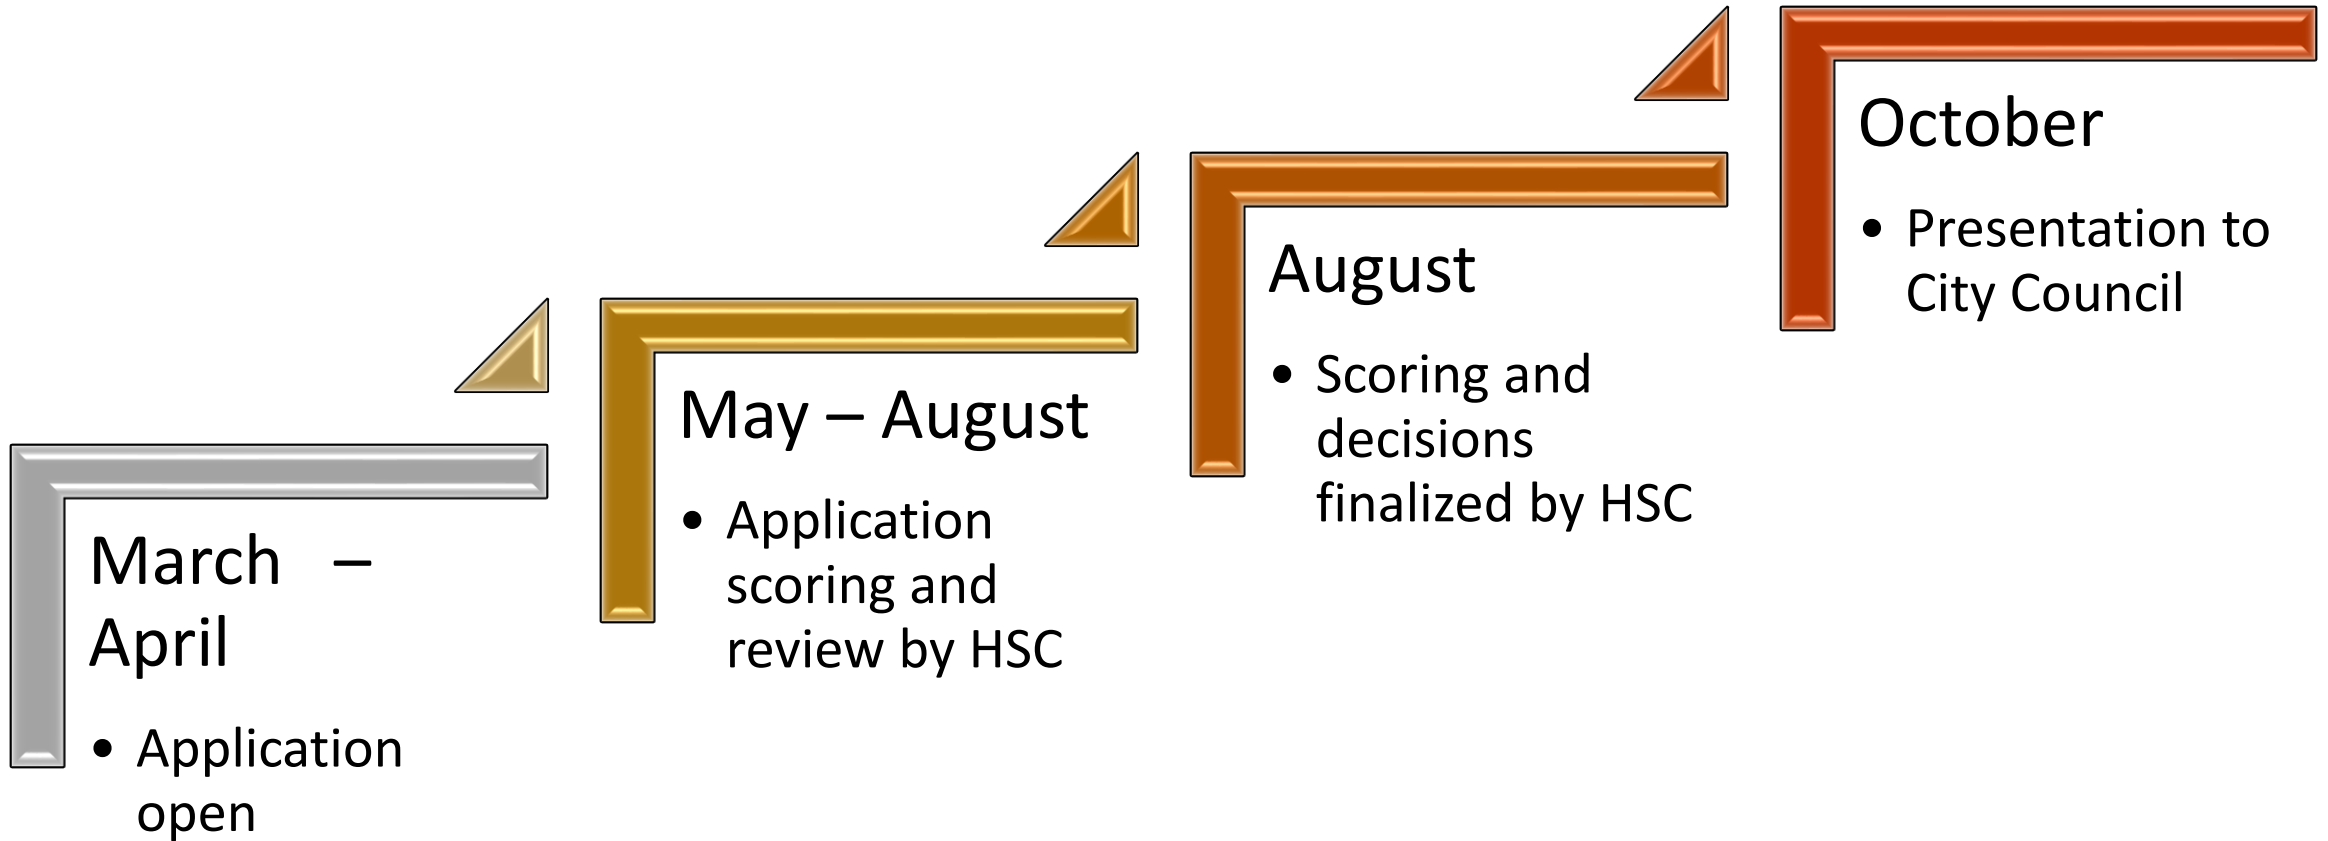 March –
April
• Application
open
May – August
• Application
scoring and
review by HSC
August
• Scoring and
decisions
finalized by HSC
October
• Presentation to
City Council